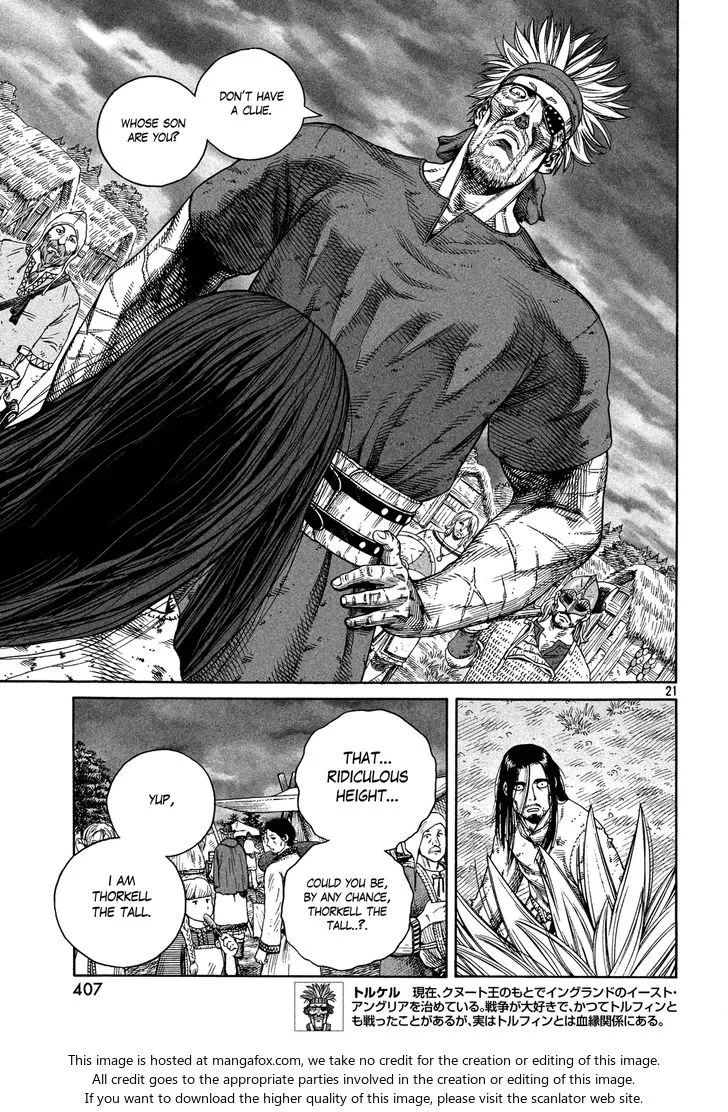 DON'T HAVE
A CLUE.
WHOSE SON
ARE YOU?
21
THAT...
RIDICULOUS
HEIGHT...
COULD YOU BE,
BY ANY CHANCE,
THORKELL THE
TALL..?.
YUP,
I AM
THORKELL
THE TALL.
407
トルケル 現在、クヌート王のもとでイングランドのイースト・
アングリアを治めている。戦争が大好きで、かつてトルフィンと
も戦ったことがあるが、実はトルフィンとは血縁関係にある。
This image is hosted at mangafox.com, we take no credit for the creation or editing of this image.
All credit goes to the appropriate parties involved in the creation or editing of this image.
If you want to download the higher quality of this image, please visit the scanlator web site.